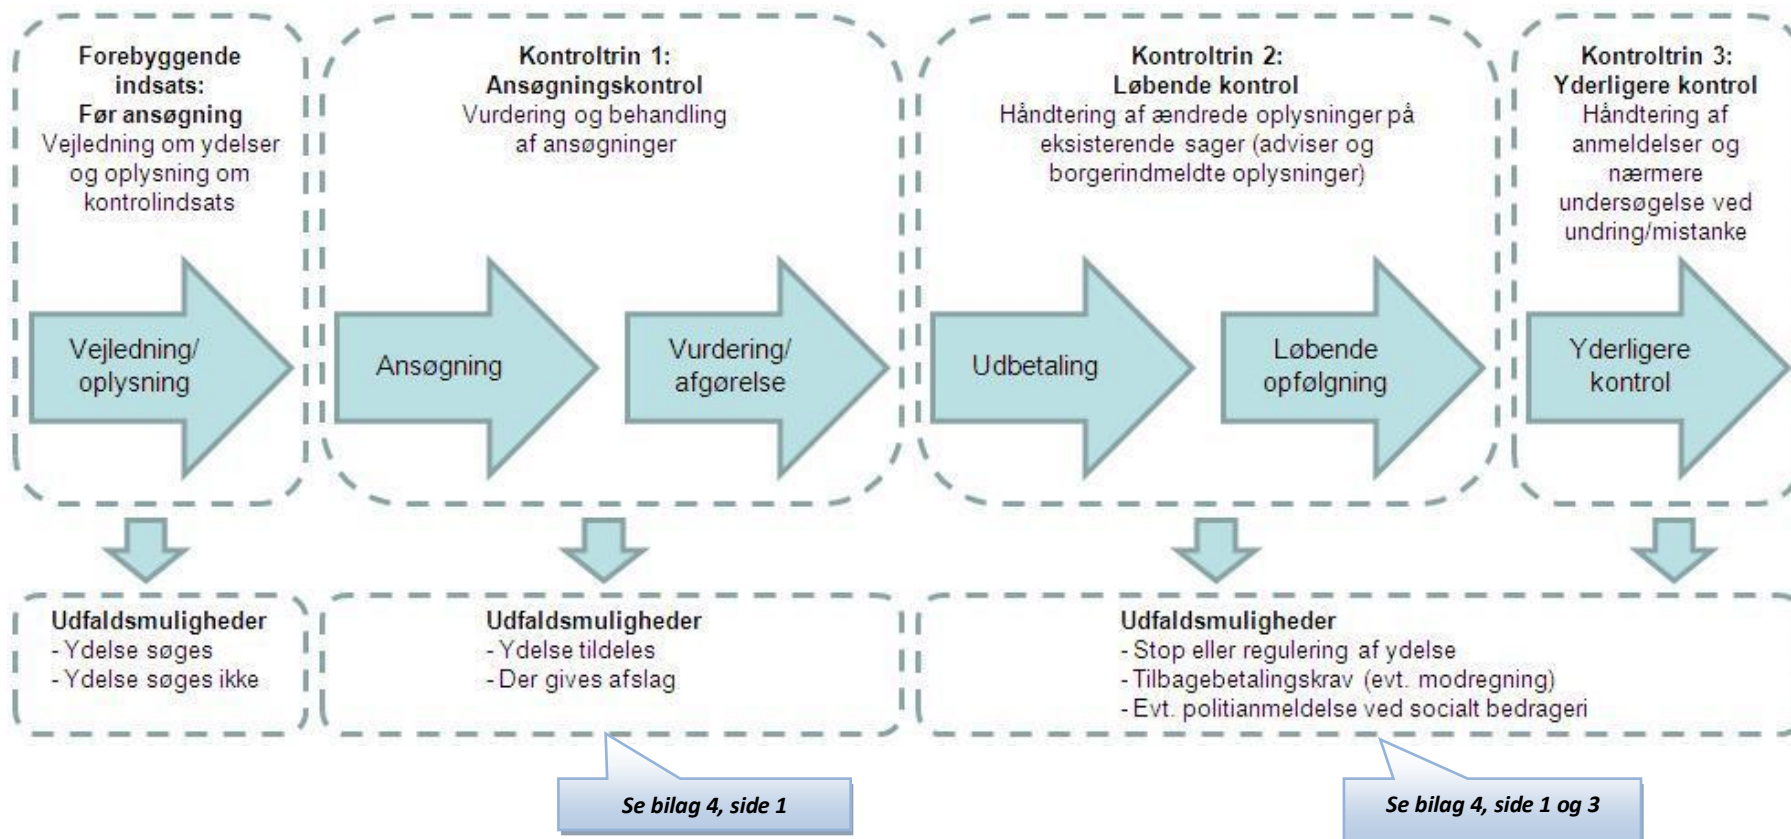 Forebyggende
indsats:
Før ansøgning
Vejledning om ydelser
og oplysning om
kontrolindsats
Kontroltrin 1:
Ansøgningskontrol
Vurdering og behandling
af ansøgninger
Kontroltrin 2:
Løbende kontrol
Håndtering af ændrede oplysninger på
eksisterende sager (adviser og
borgerindmeldte oplysninger)
Kontroltrin 3:
Yderligere kontrol
Håndtering af
anmeldelser og
nærmere
undersøgelse ved
undring/mistanke
Vejledning/
oplysning
Ansøgning
Vurdering/
afgørelse
Udbetaling
Løbende
opfølgning
Yderligere
kontrol
Udfaldsmuligheder
- Ydelse søges
- Ydelse søges ikke
Udfaldsmuligheder
- Ydelse tildeles
- Der gives afslag
Udfaldsmuligheder
- Stop eller regulering af ydelse
- Tilbagebetalingskrav (evt. modregning)
- Evt. politianmeldelse ved socialt bedrageri
Se bilag 4, side 1
Se bilag 4, side 1 og 3